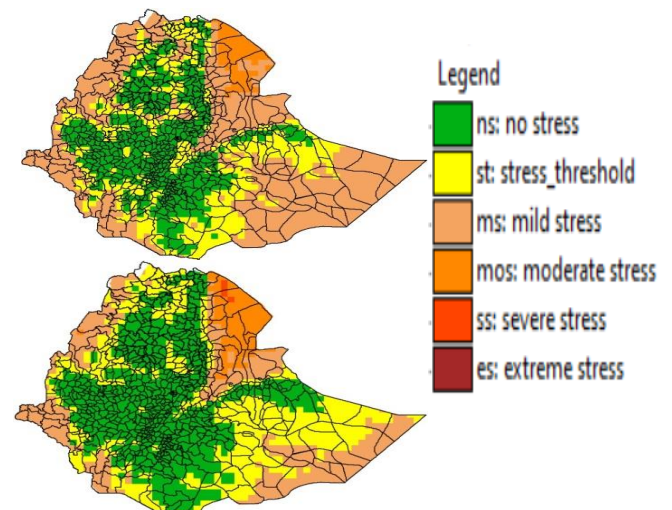 Legend
ns: no stress
st: stress_threshold
ms: mild stress
mos: moderate stress
ss: severe stress
es: extreme stress